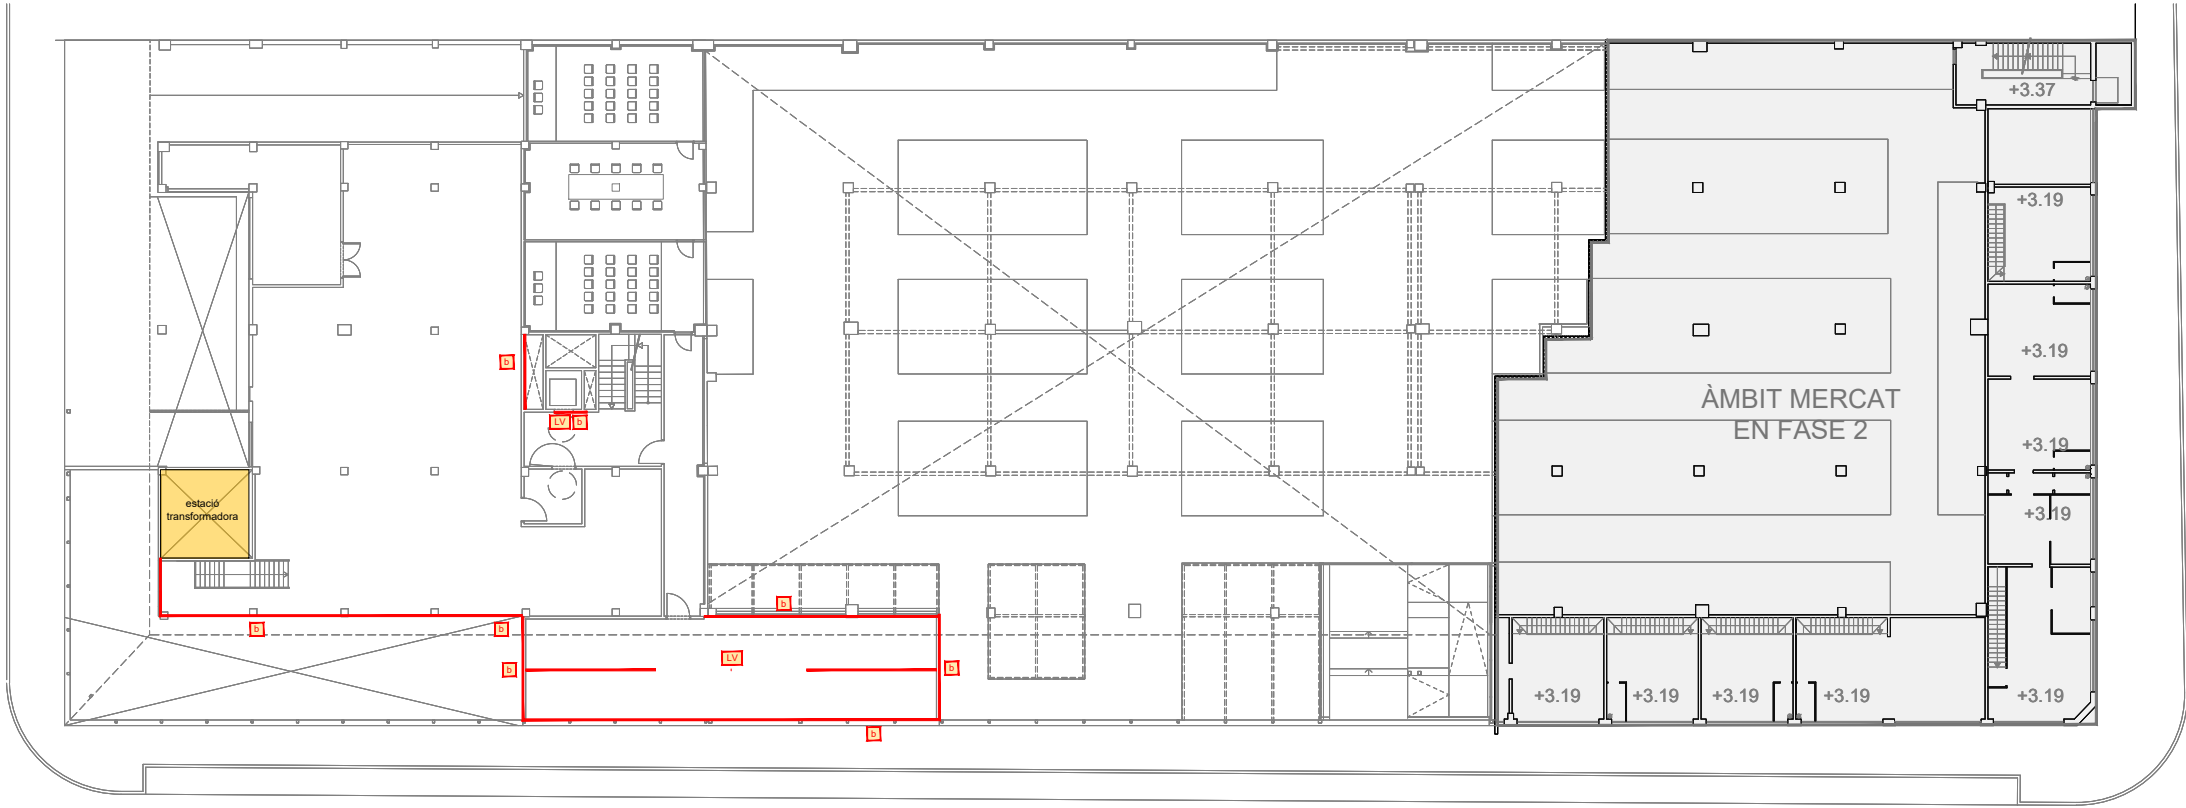 +3.37
+3.19
+3.19
b
ÀMBIT MERCAT
EN FASE 2
LV
b
+3.19
estació
transformadora
+3.19
b
b
b
LV
b
b
+3.19
+3.19
+3.19
+3.19
+3.19
b